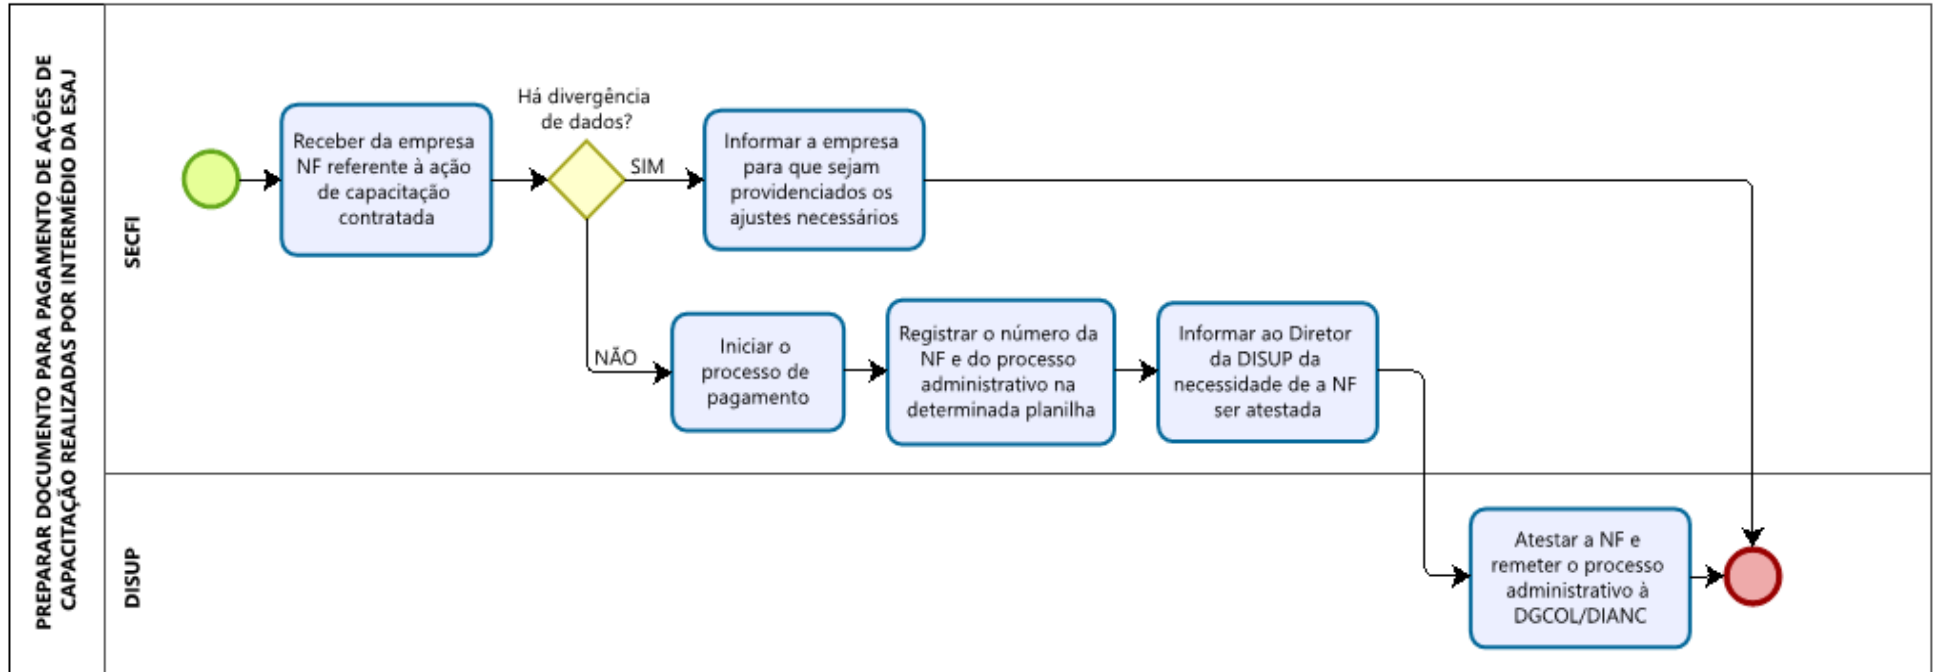 PREPARAR DOCUMENTO PARA PAGAMENTO DE AÇÕES DE
CAPACITAÇÃO REALIZADAS POR INTERMÉDIO DA ESAJ
SECFI
Receber da empresa
NF referente à ação
de capacitação
contratada
Há divergência
de dados?
SIM
Informar a empresa
para que sejam
providenciados os
ajustes necessários
NÃO
Iniciar o
processo de
pagamento
Registrar o número da
NF e do processo
administrativo na
determinada planilha
Informar ao Diretor
da DISUP da
necessidade de a NF
ser atestada
DISUP
Atestar a NF e
remeter o processo
administrativo à
DGCOL/DIANC